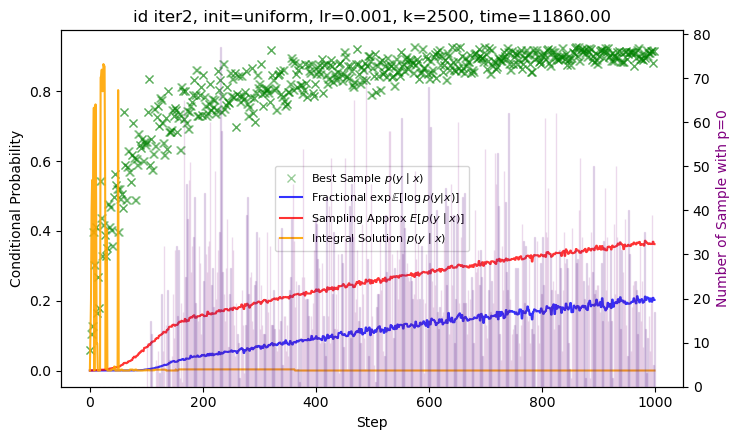 id iter2, init=uniform, lr=0.001, k=2500, time=11860.00
Conditional Probability
0.8
0.6
0.4
0.2
0.0
Best Sample p(y | x)
Fractional exp 𝔼[log p(y|x)]
Sampling Approx E[p(y | x)]
Integral Solution p(y | x)
80
70
60
50
40
30
20
10
0
Number of Sample with p=0
0 200 400 600 800 1000
Step